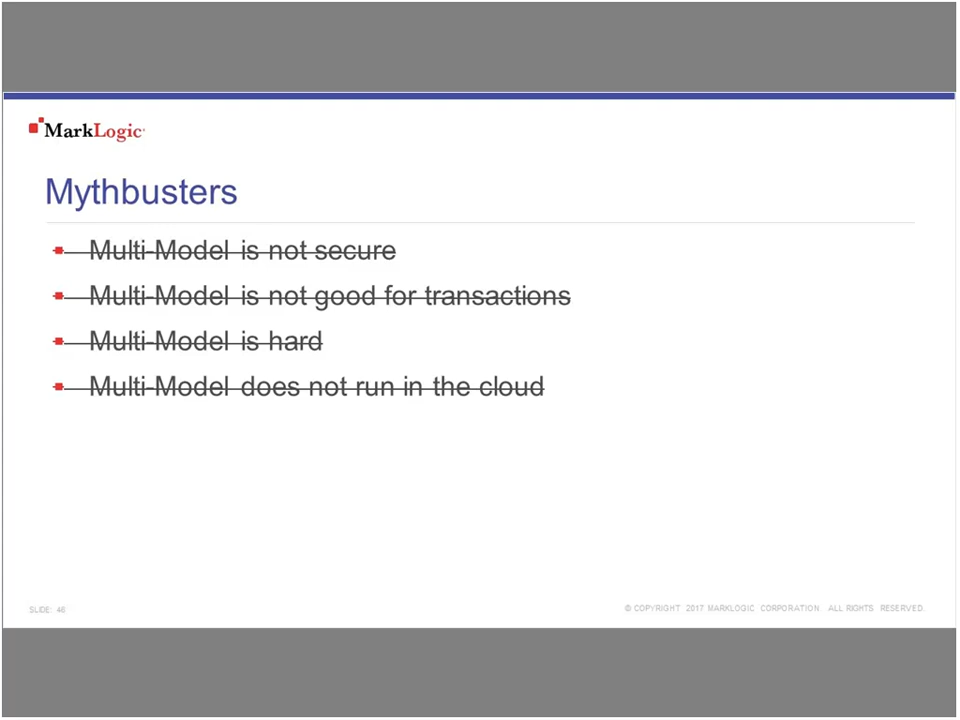 MarkLogic
Mythbusters
Multi-Model is not secure
Multi-Model is not good for transactions
Multi-Model is hard
Multi-Model does not run in the cloud
SLIDE: 46
© COPYRIGHT 2017 MARKLOGIC CORPORATION. ALL RIGHTS RESERVED.